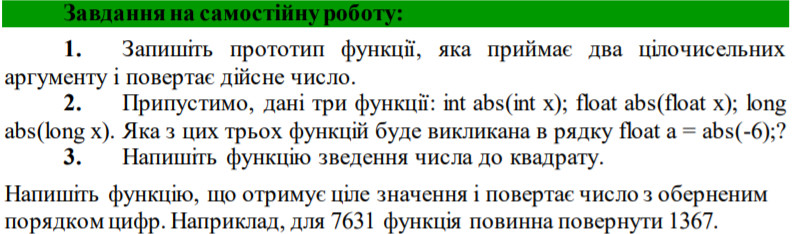 Завдання на самостійну роботу:
1. Запишіть прототип функції, яка приймає два цілочисельних
аргументу і повертає дійсне число.
2. Припустимо, дані три функції: int abs(int x); float abs(float x); long
abs(long x). Яка з цих трьох функцій буде викликана в рядку float a = abs(-6);?
3. Напишіть функцію зведення числа до квадрату.
Напишіть функцію, що отримує ціле значення і повертає число з оберненим
порядком цифр. Наприклад, для 7631 функція повинна повернути 1367.